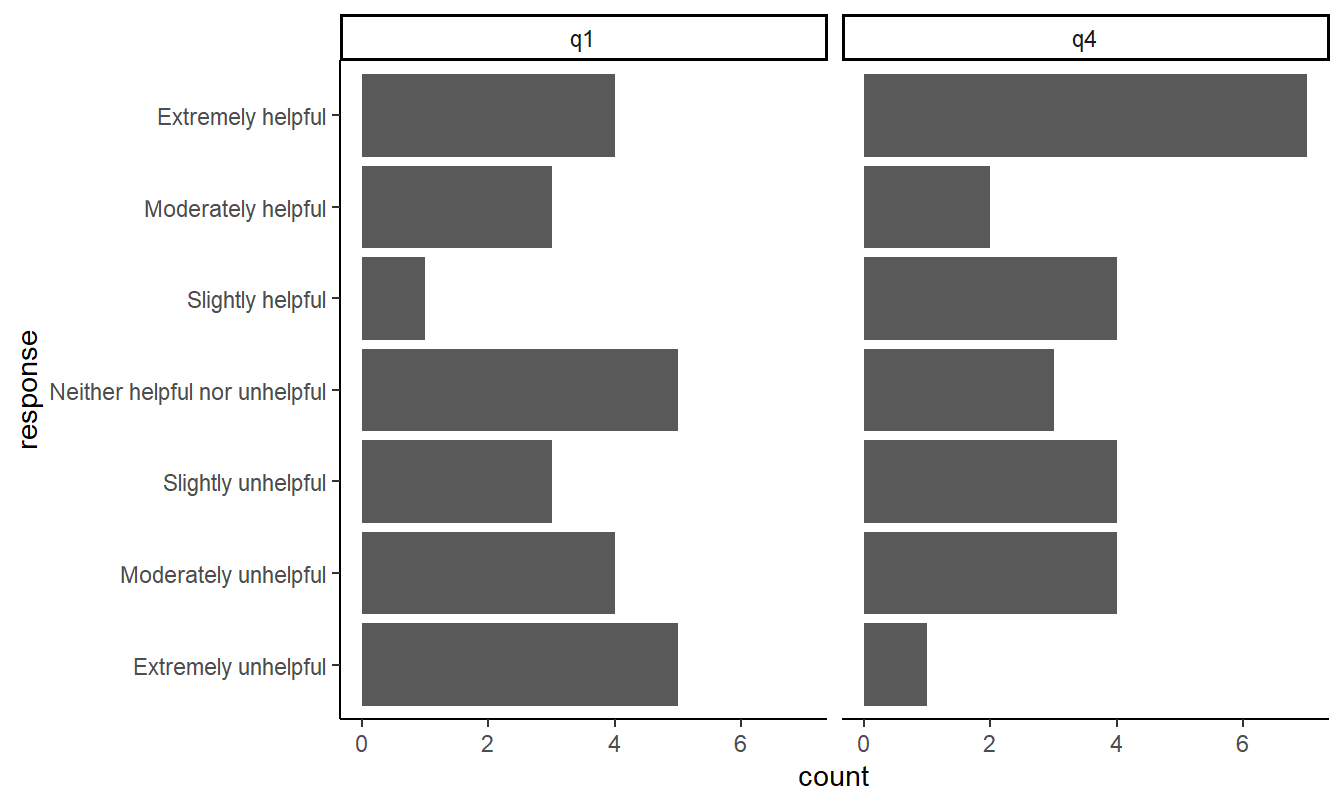 q1
q4
Extremely helpful
Moderately helpful
Slightly helpful
Neither helpful nor unhelpful
Slightly unhelpful
Moderately unhelpful
Extremely unhelpful
response
0 2 4 6
0 2 4 6
count